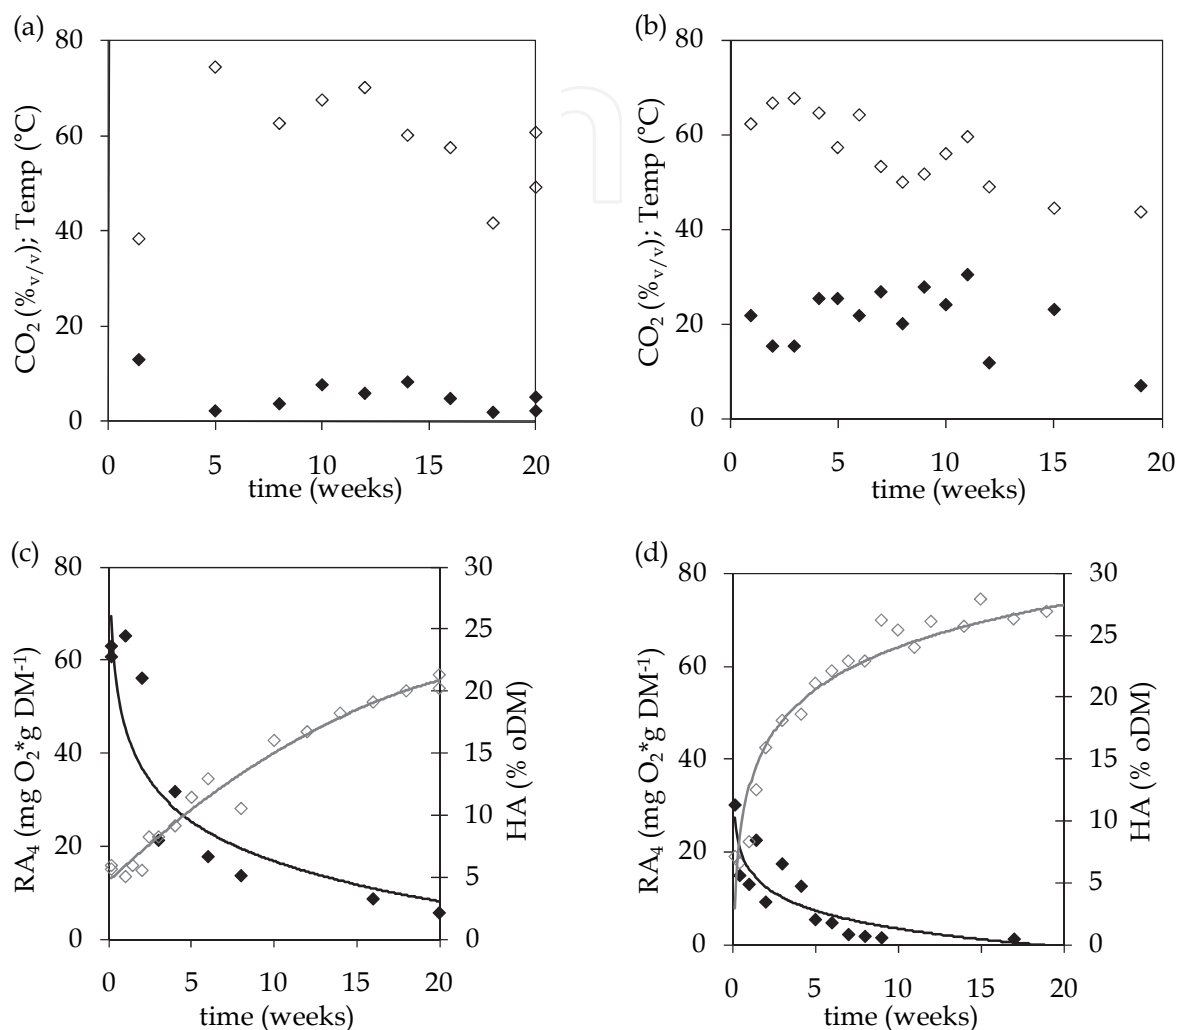 (a)
80
60
40
20
0
CO₂ (%v/v); Temp (°C)
0 5 10 15 20
time (weeks)
(b)
80
60
40
20
0
CO₂ (%v/v); Temp (°C)
0 5 10 15 20
time (weeks)
(c)
80
60
40
20
0
RA₄ (mg O₂*g DM⁻¹)
30
25
20
15
10
5
0
HA (% oDM)
0 5 10 15 20
time (weeks)
(d)
80
60
40
20
0
RA₄ (mg O₂*g DM⁻¹)
30
25
20
15
10
5
0
HA (% oDM)
0 5 10 15 20
time (weeks)